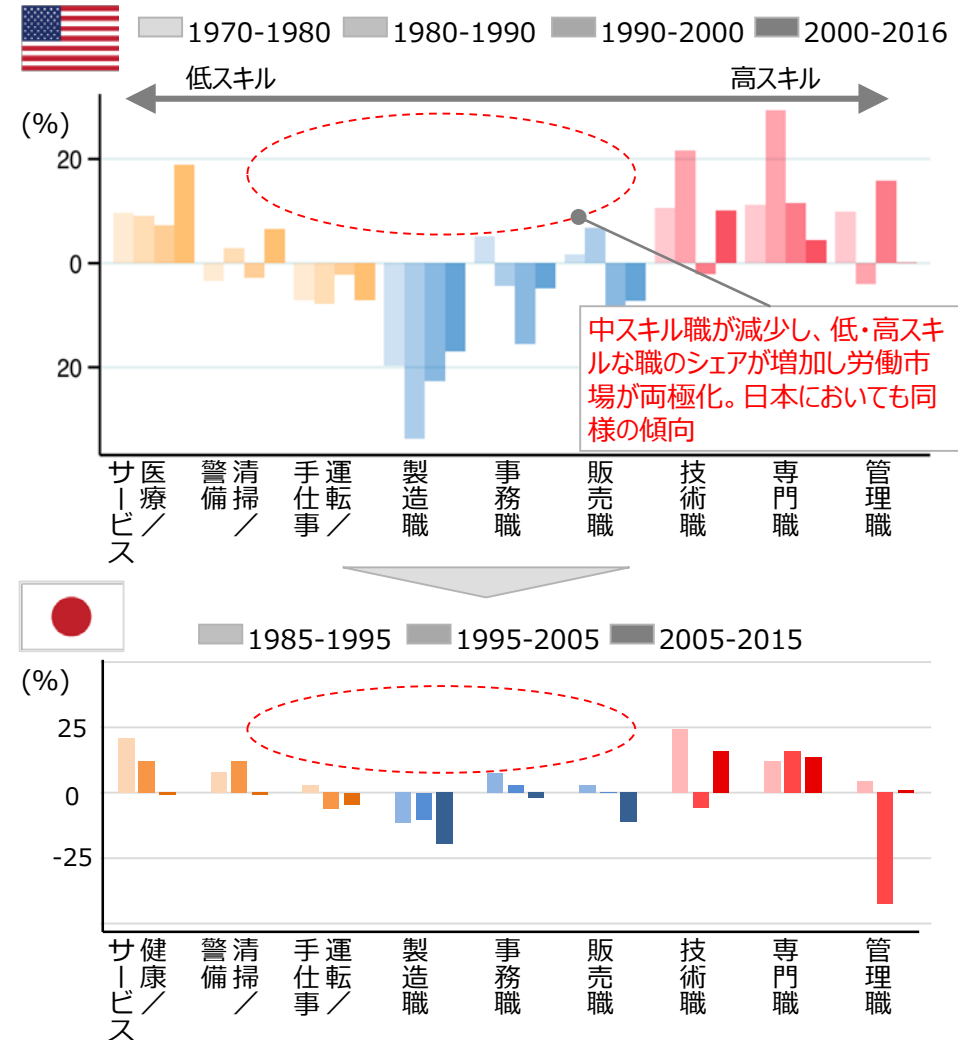 1970-1980 1980-1990 1990-2000 2000-2016
低スキル 高スキル
(%)
20
0
20
中スキル職が減少し、低・高スキ
ルな職のシェアが増加し労働市
場が両極化。日本においても同
様の傾向
医療／
サービス
清掃／
警備
運転／
手仕事
製造職
事務職
販売職
技術職
専門職
管理職
1985-1995 1995-2005 2005-2015
(%)
25
0
-25
健康／
サービス
清掃／
警備
運転／
手仕事
製造職
事務職
販売職
技術職
専門職
管理職